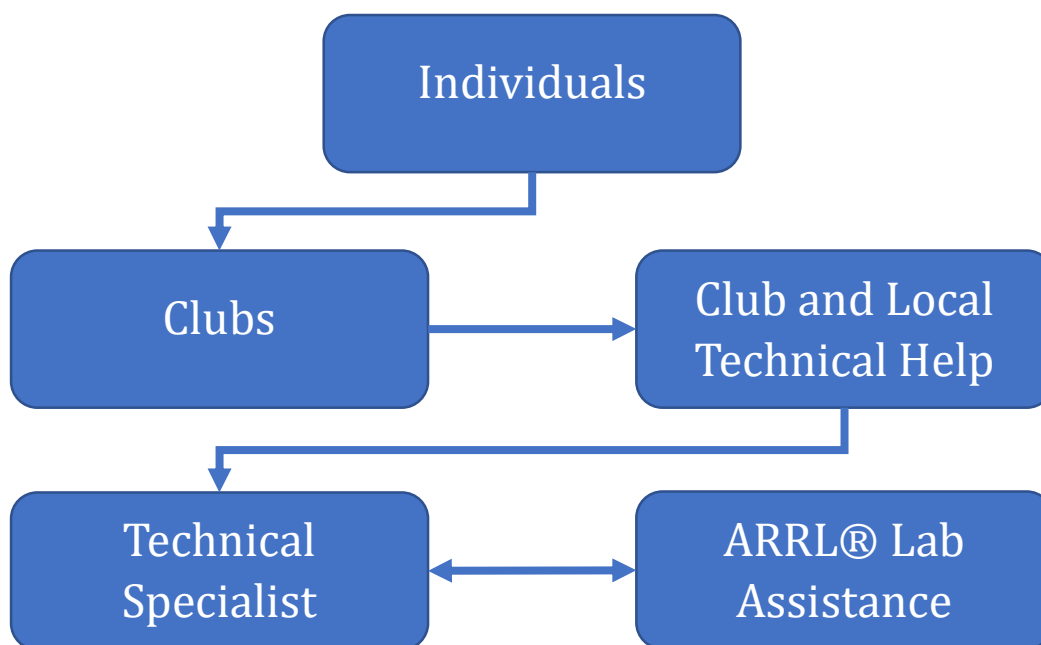 Individuals
Clubs
Club and Local
Technical Help
Technical
Specialist
ARRL® Lab
Assistance